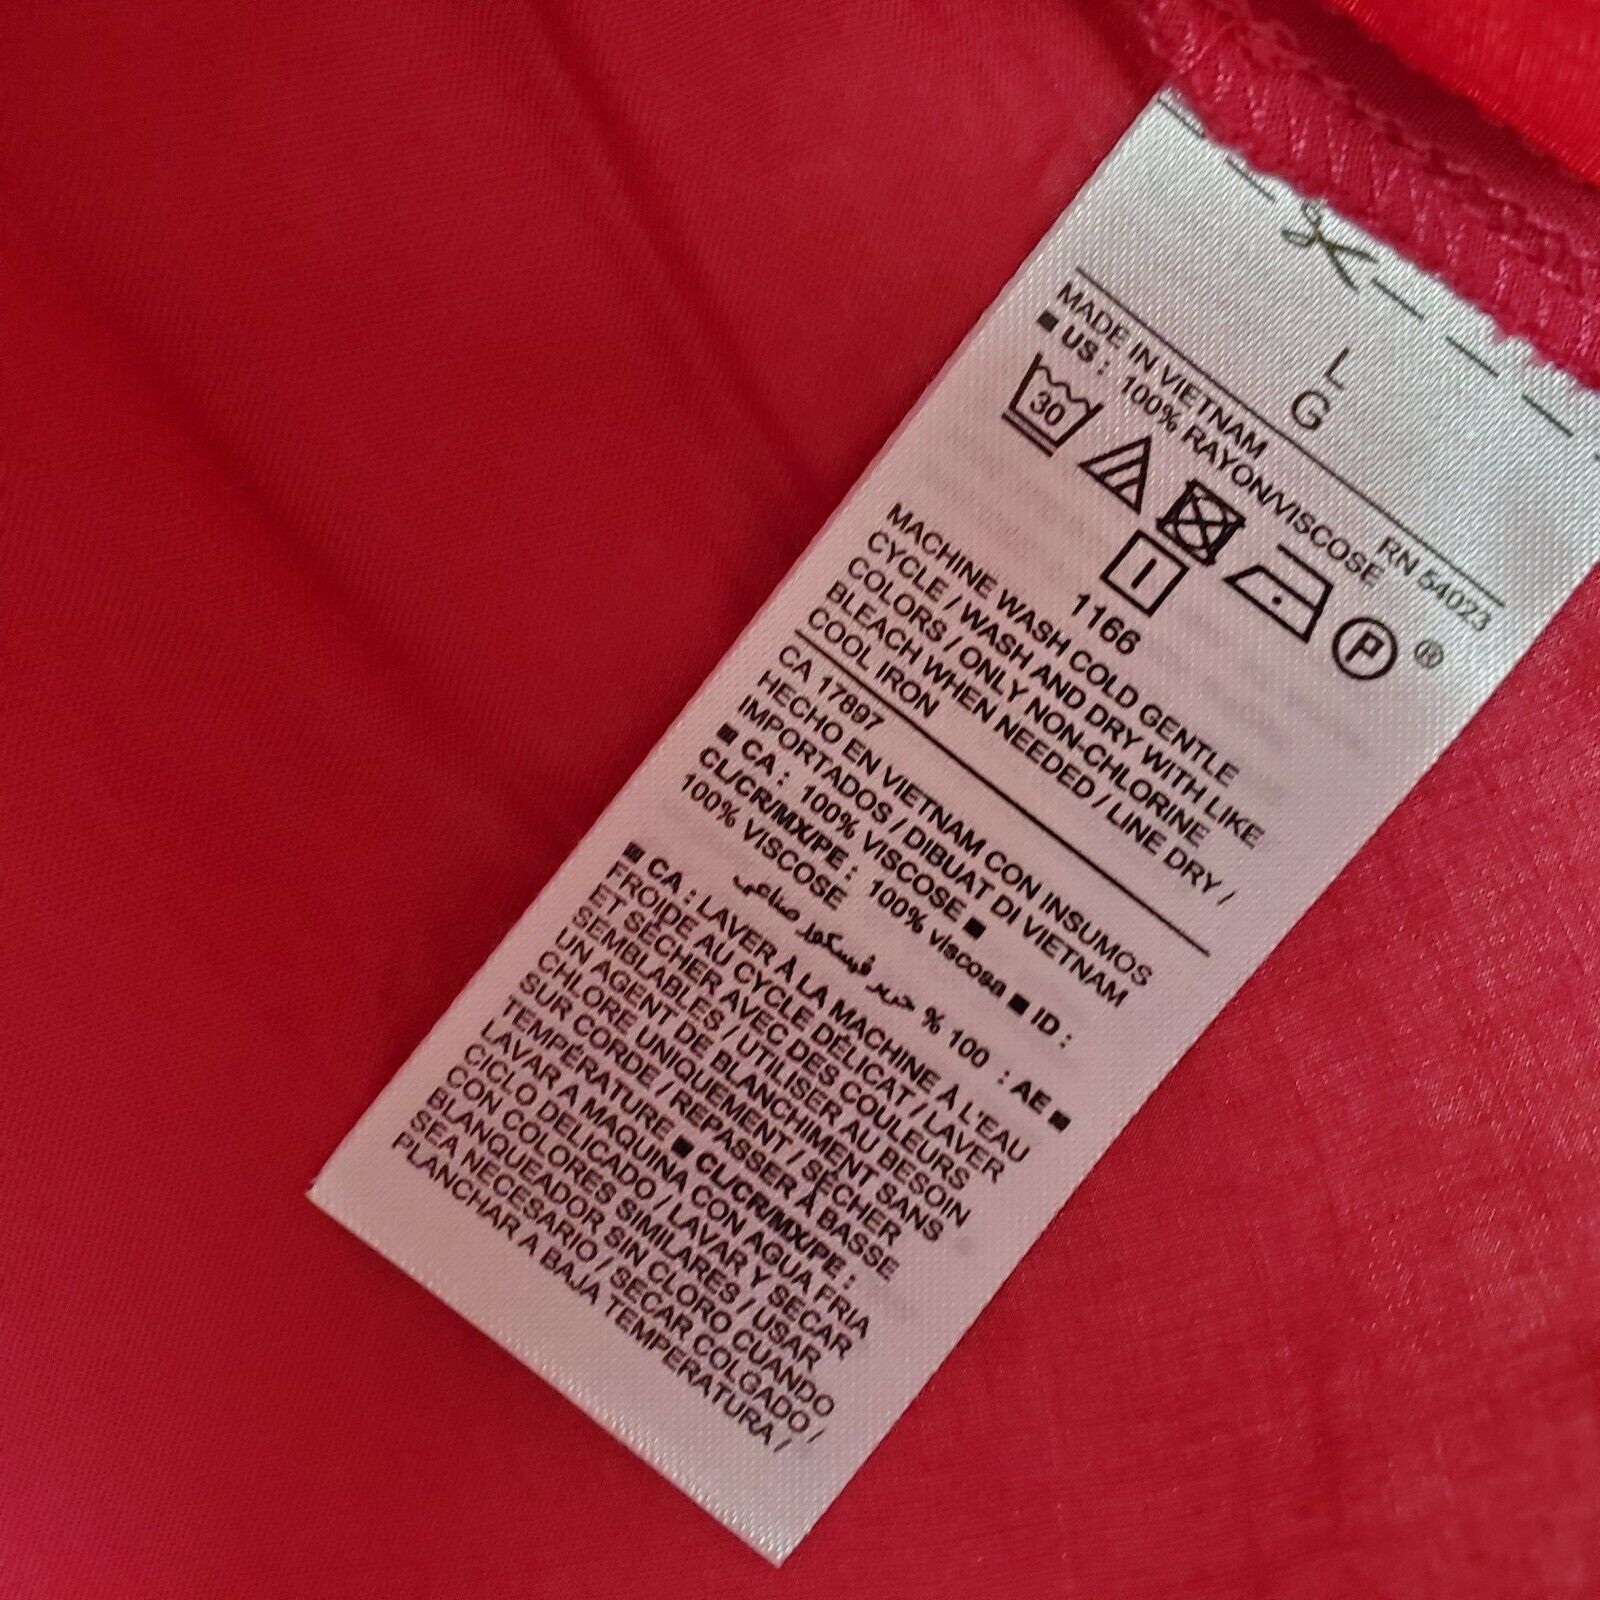 L
G
MADE IN VIETNAM RN 54023
■ US : 100% RAYON/VISCOSE
30
P ®
1166
MACHINE WASH COLD GENTLE
CYCLE / WASH AND DRY WITH LIKE
COLORS / ONLY NON-CHLORINE
BLEACH WHEN NEEDED / LINE DRY /
COOL IRON
CA 17897
HECHO EN VIETNAM CON INSUMOS
IMPORTADOS / DIBUAT DI VIETNAM
■ CA : 100% VISCOSE ■
CL/CR/MX/PE : 100% viscosa ■ ID :
100% VISCOSE
■ AE : 100 % حرير فيسكوز صناعي
■ CA : LAVER À LA MACHINE À L'EAU
FROIDE AU CYCLE DÉLICAT / LAVER
ET SÉCHER AVEC DES COULEURS
SEMBLABLES / UTILISER AU BESOIN
UN AGENT DE BLANCHIMENT SANS
CHLORE UNIQUEMENT / SÉCHER
SUR CORDE / REPASSER À BASSE
TEMPÉRATURE ■ CL/CR/MX/PE :
LAVAR A MAQUINA CON AGUA FRIA
CICLO DELICADO / LAVAR Y SECAR
CON COLORES SIMILARES / USAR
BLANQUEADOR SIN CLORO CUANDO
SEA NECESARIO / SECAR COLGADO /
PLANCHAR A BAJA TEMPERATURA /